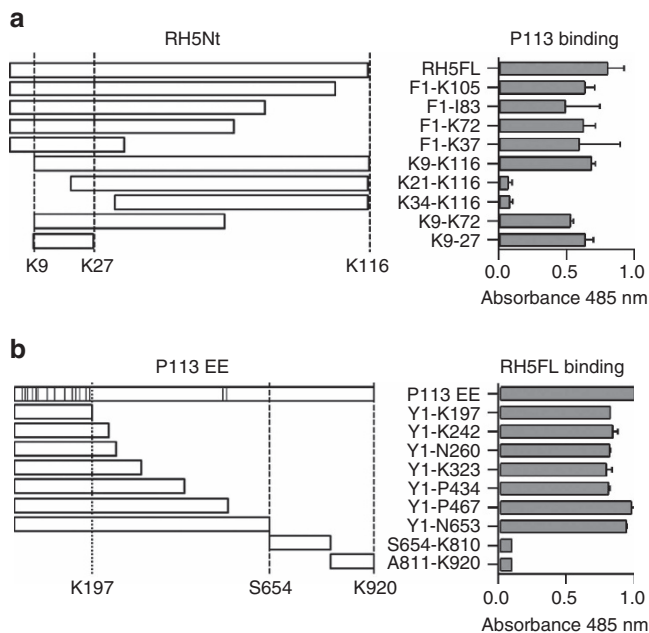 a
RH5Nt
P113 binding
RH5FL
F1-K105
F1-I83
F1-K72
F1-K37
K9-K116
K21-K116
K34-K116
K9-K72
K9-27
K9 K27 K116
0.0 0.5 1.0
Absorbance 485 nm
b
P113 EE
RH5FL binding
P113 EE
Y1-K197
Y1-K242
Y1-N260
Y1-K323
Y1-P434
Y1-P467
Y1-N653
S654-K810
A811-K920
K197 S654 K920
0.0 0.5 1.0
Absorbance 485 nm